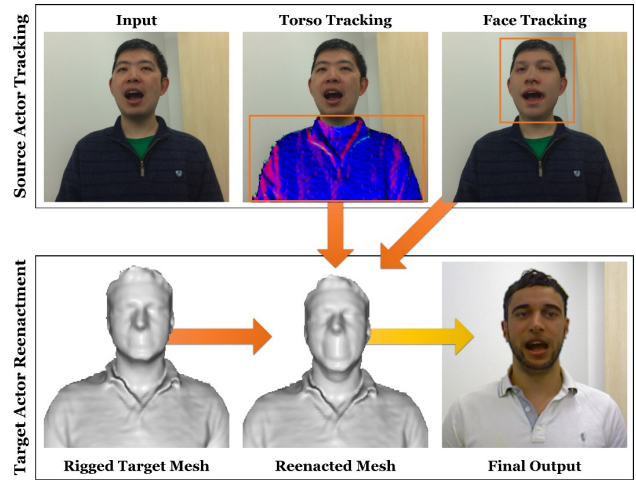 Input
Torso Tracking
Face Tracking
Source Actor Tracking
Target Actor Reenactment
Rigged Target Mesh
Reenacted Mesh
Final Output